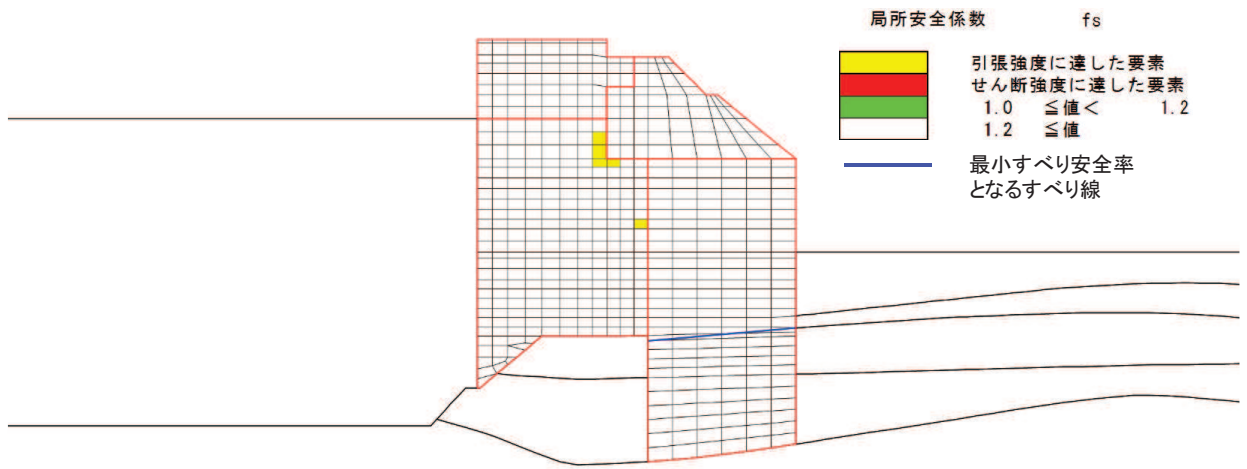 局所安全係数 fs
引張強度に達した要素
せん断強度に達した要素
1.0 ≦値＜ 1.2
1.2 ≦値
最小すべり安全率
となるすべり線